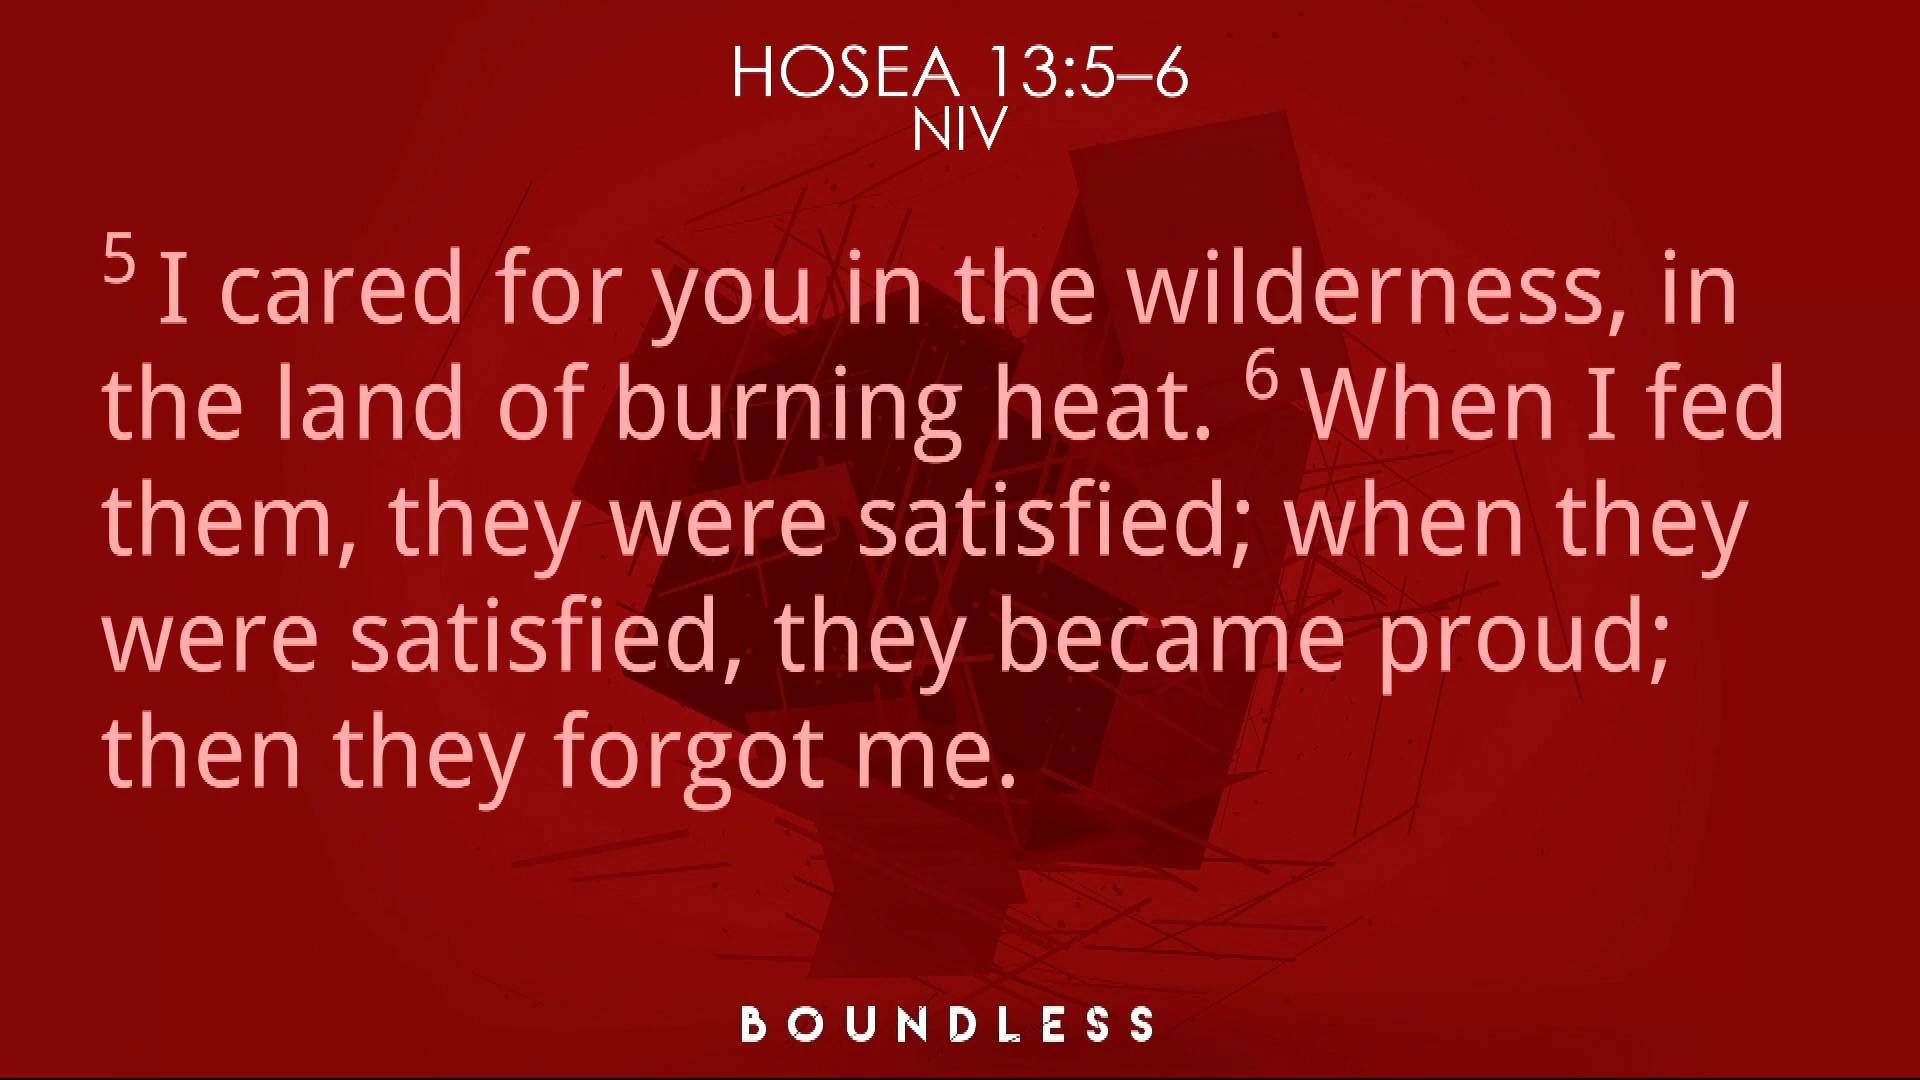 HOSEA 13:5–6
NIV
5 I cared for you in the wilderness, in
the land of burning heat. 6 When I fed
them, they were satisfied; when they
were satisfied, they became proud;
then they forgot me.
BOUNDLESS